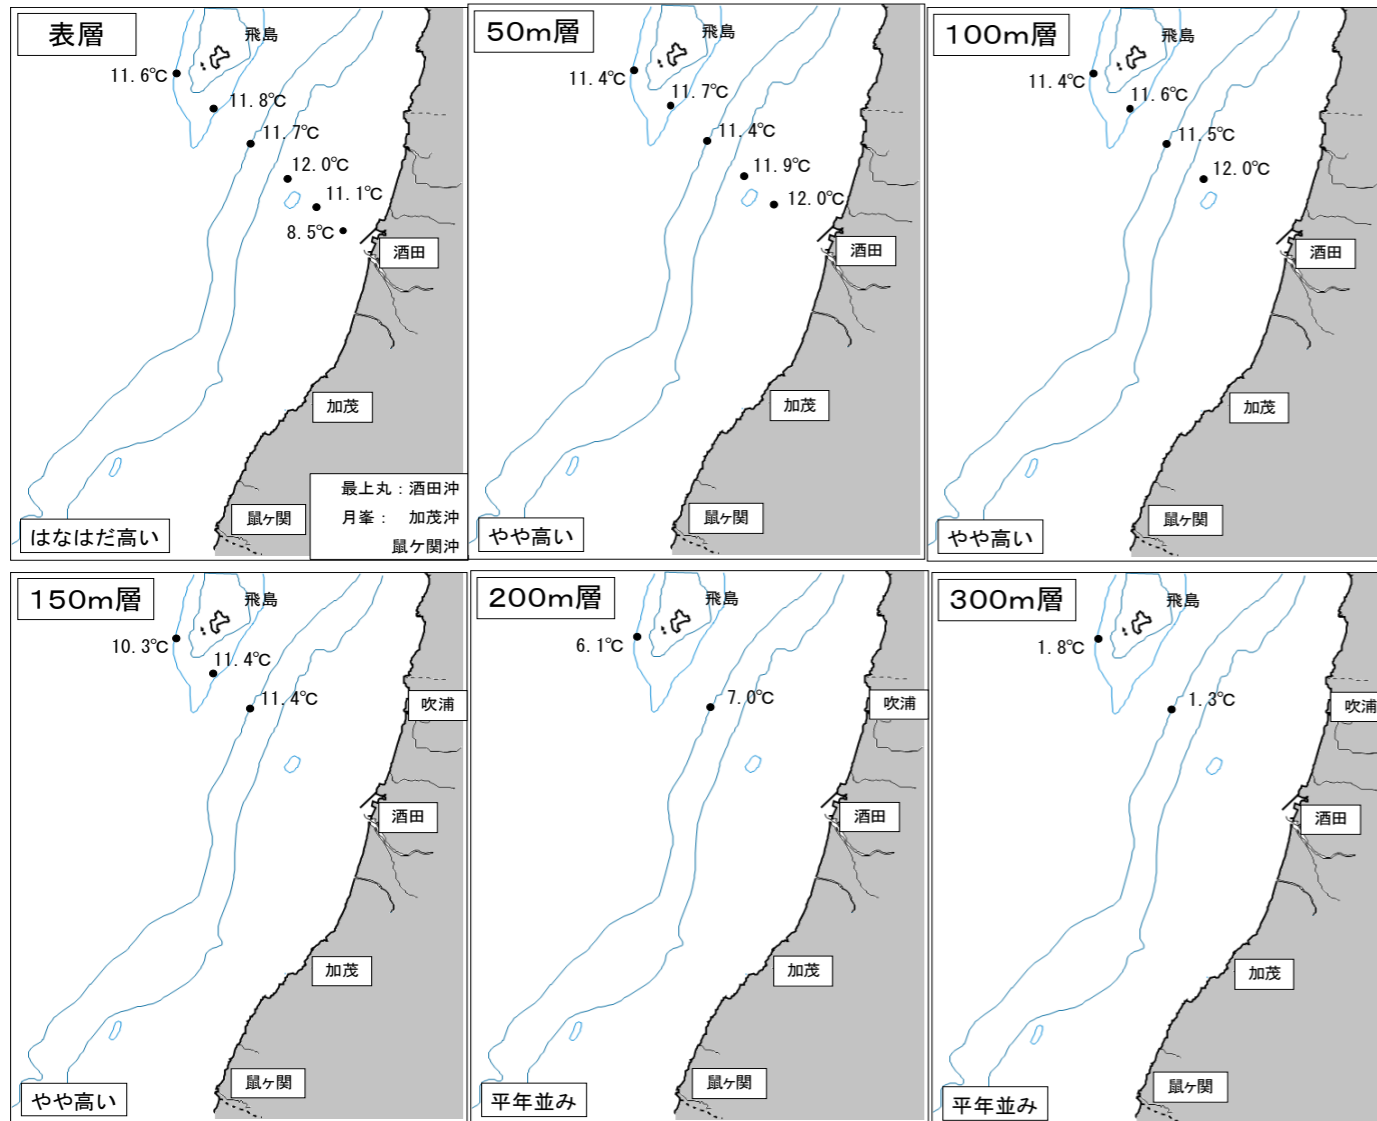 表層
飛島
11.6℃
11.8℃
11.7℃
12.0℃
11.1℃
8.5℃
酒田
加茂
鼠ヶ関
最上丸：酒田沖
月峯： 加茂沖
鼠ケ関沖
はなはだ高い
50m層
飛島
11.4℃
11.7℃
11.4℃
11.9℃
12.0℃
酒田
加茂
鼠ヶ関
やや高い
100m層
飛島
11.4℃
11.6℃
11.5℃
12.0℃
酒田
加茂
鼠ヶ関
やや高い
150m層
飛島
10.3℃
11.4℃
11.4℃
吹浦
酒田
加茂
鼠ヶ関
やや高い
200m層
飛島
6.1℃
7.0℃
吹浦
酒田
加茂
鼠ヶ関
平年並み
300m層
飛島
1.8℃
1.3℃
吹浦
酒田
加茂
鼠ヶ関
平年並み